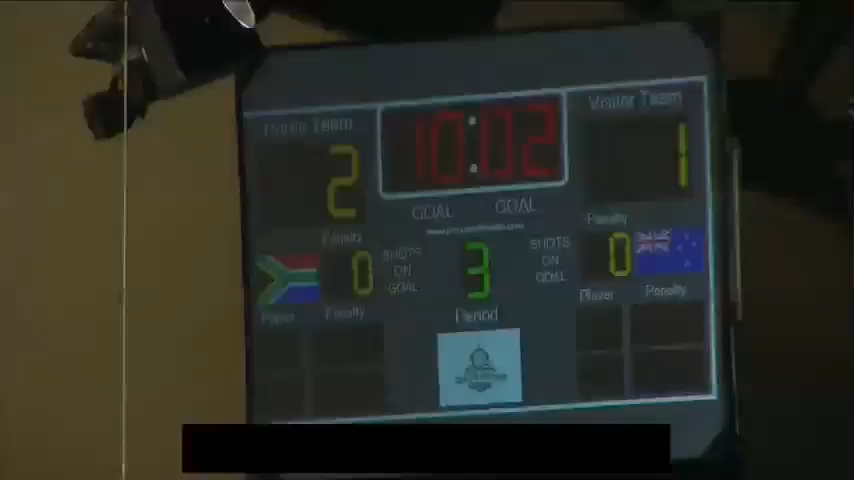 Home Team
10:02
Visitor Team
2
1
GOAL GOAL
Penalty
Penalty
0
SHOTS ON GOAL
3
SHOTS ON GOAL
0
Player Penalty
Period
Player Penalty